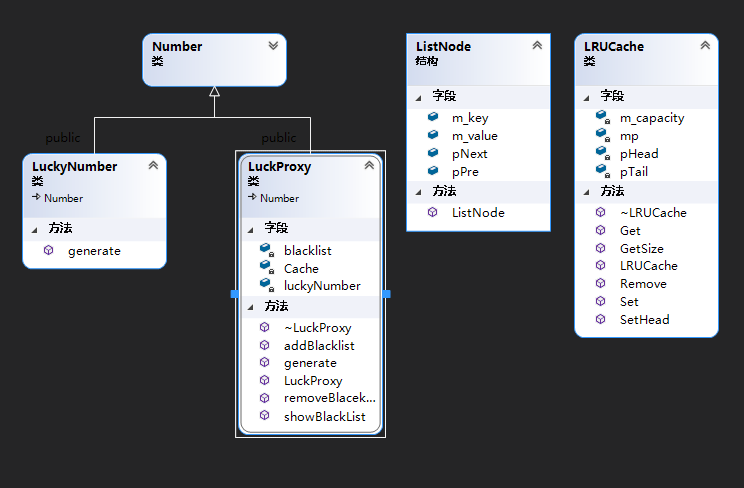 Number
类
public
public
LuckyNumber
类
Number
方法
generate
LuckProxy
类
Number
字段
blacklist
Cache
luckyNumber
方法
~LuckProxy
addBlacklist
generate
LuckProxy
removeBlacek...
showBlackList
ListNode
结构
字段
m_key
m_value
pNext
pPre
方法
ListNode
LRUCache
类
字段
m_capacity
mp
pHead
pTail
方法
~LRUCache
Get
GetSize
LRUCache
Remove
Set
SetHead